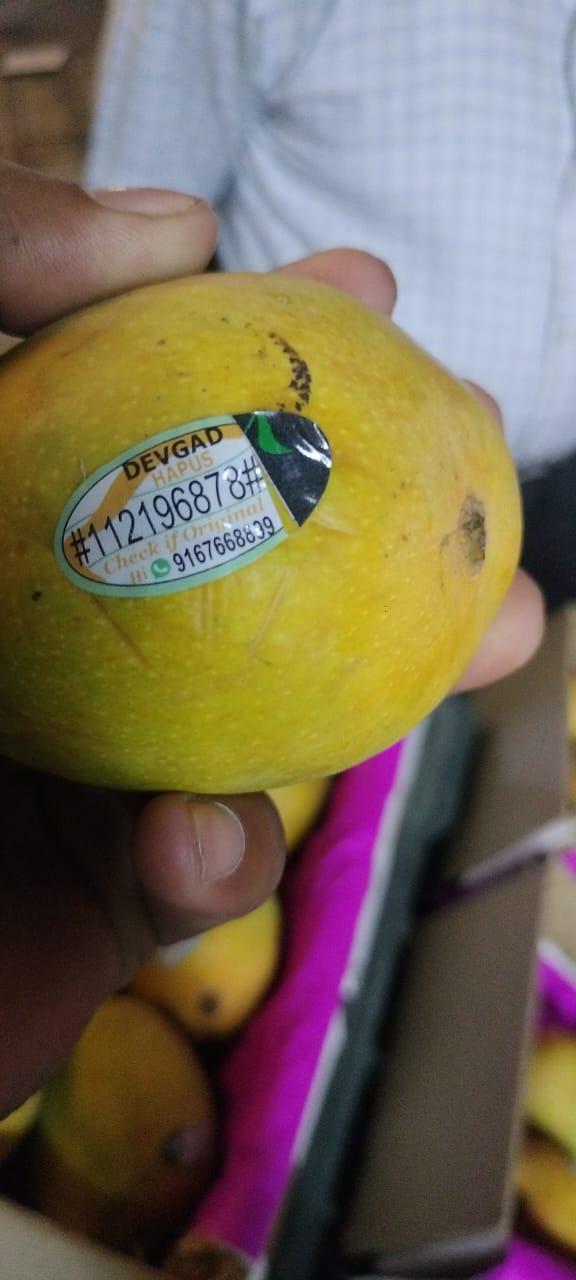 DEVGAD
HAPUS
#112196878#
Check if Original
Hi 9167668839